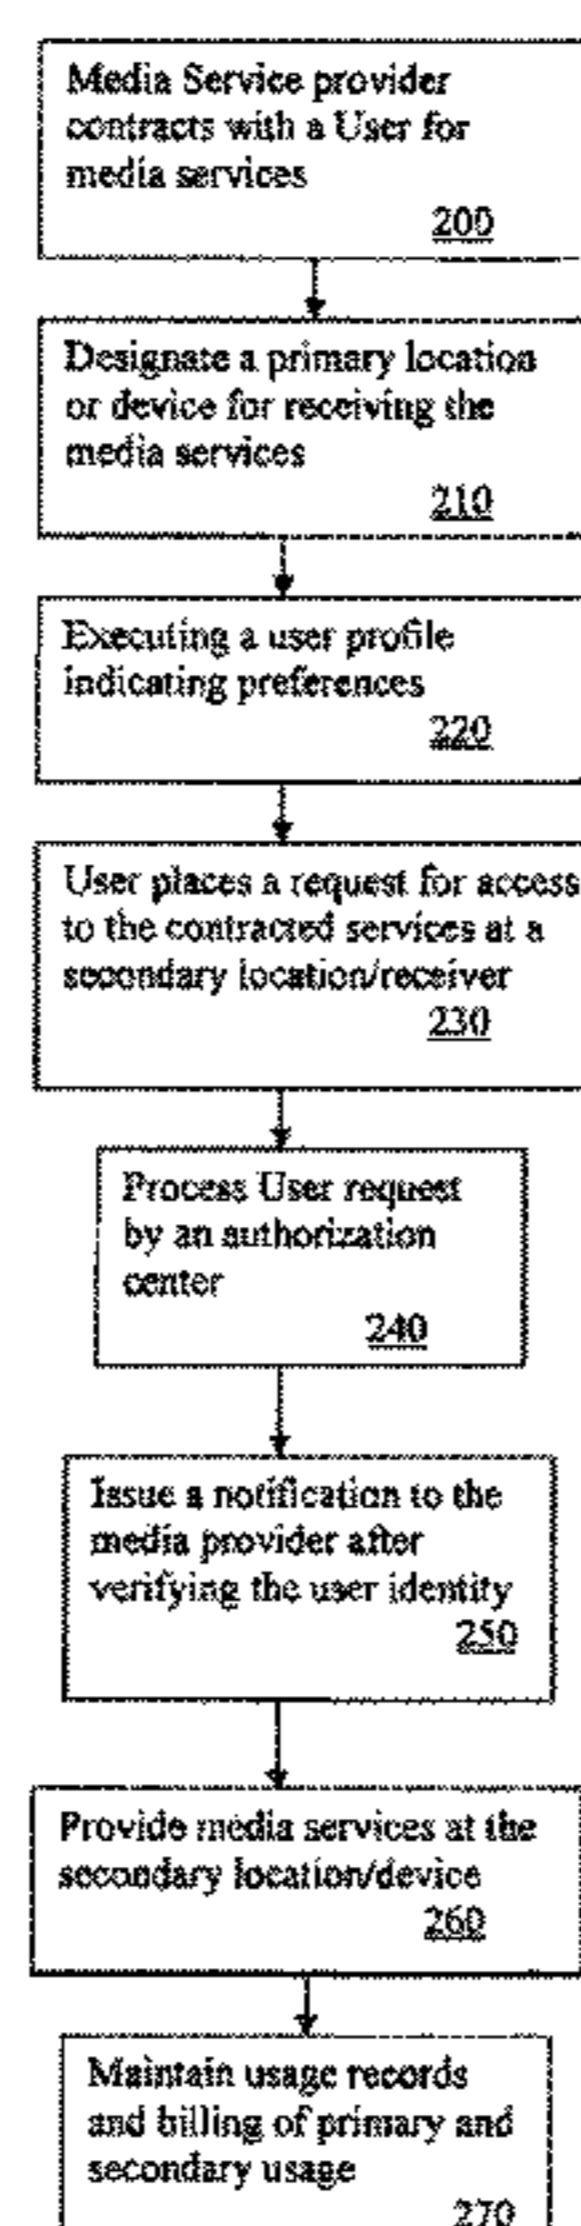 Media Service provider
contracts with a User for
media services
200
Designate a primary location
or device for receiving the
media services
210
Executing a user profile
indicating preferences
220
User places a request for access
to the contracted services at a
secondary location/receiver
230
Process User request
by an authorization
center
240
Issue a notification to the
media provider after
verifying the user identity
250
Provide media services at the
secondary location/device
260
Maintain usage records
and billing of primary and
secondary usage
270